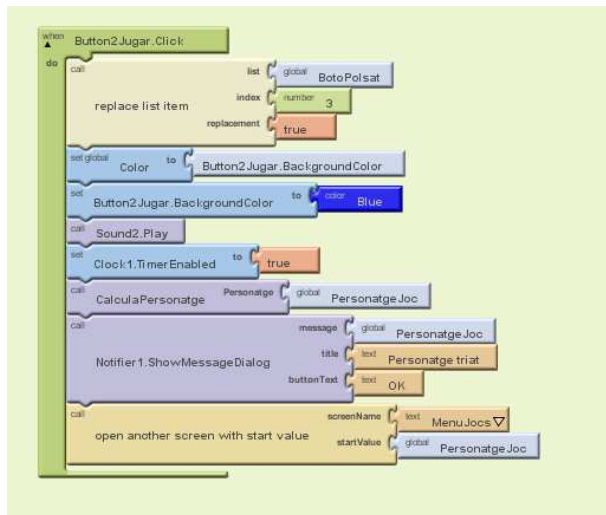 when Button2Jugar.Click
do
call replace list item
list global BotoPolsat
index number 3
replacement true
set global Color to Button2Jugar.BackgroundColor
set Button2Jugar.BackgroundColor to color Blue
call Sound2.Play
set Clock1.TimerEnabled to true
call CalculaPersonatge Personatgo global PersonatgeJoc
call Notifier1.ShowMessageDialog
message global PersonatgeJoc
title text Personatge triat
buttonText text OK
call open another screen with start value
screenName text MenuJocs
startValue global PersonatgeJoc